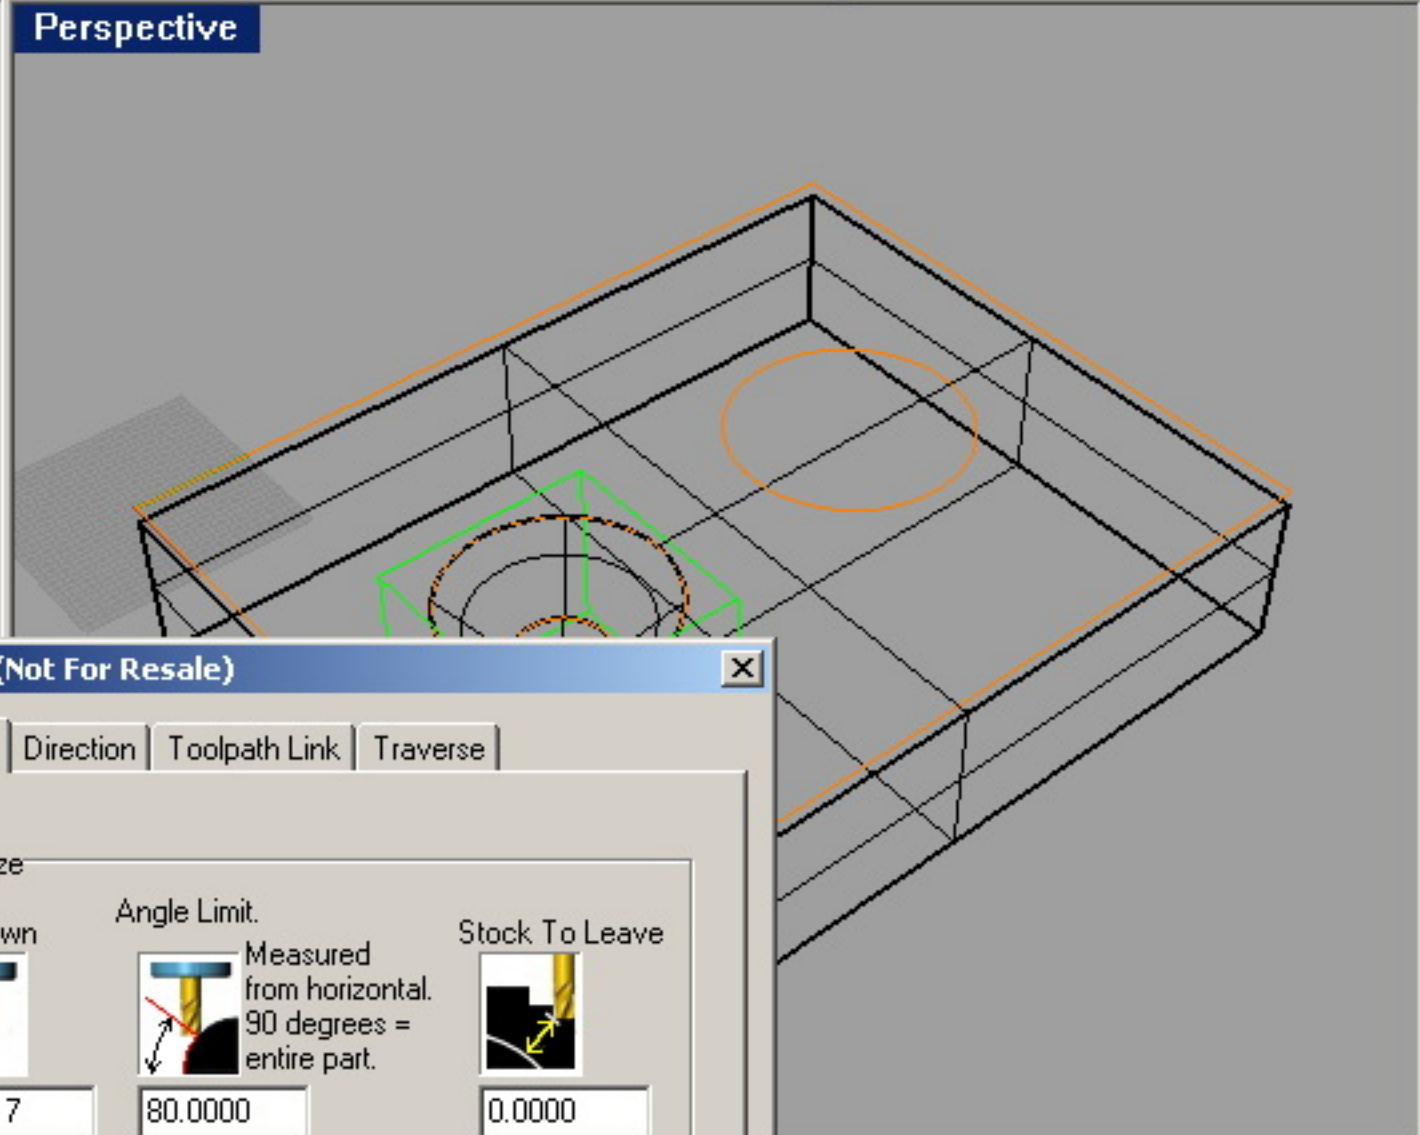 Perspective
(Not For Resale)
Direction
Toolpath Link
Traverse
ze
Angle Limit.
wn
Stock To Leave
Measured
from horizontal.
90 degrees =
entire part.
7
80.0000
0.0000